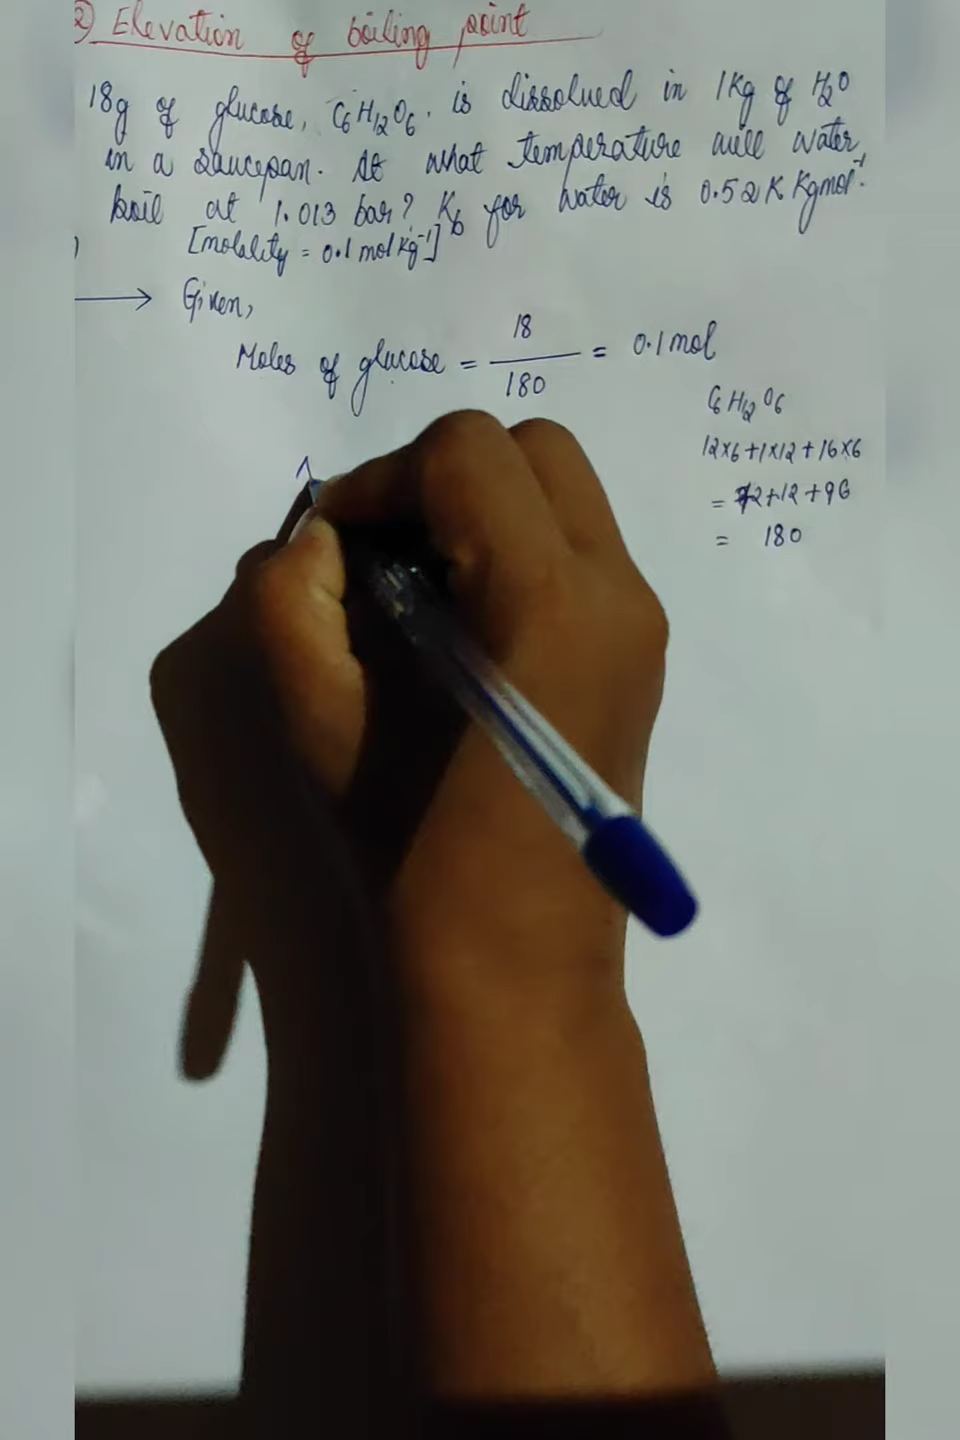 2) Elevation of boiling point
18g of glucose, C6H12O6, is dissolved in 1Kg of H2O
in a saucepan. At what temperature will water
boil at 1.013 bar? Kb for water is 0.52 K Kg mol⁻¹.
[molality = 0.1 mol kg⁻¹]
→ Given,
Moles of glucose = 18/180 = 0.1 mol
C6H12O6
12×6+1×12+16×6
= 72+12+96
= 180